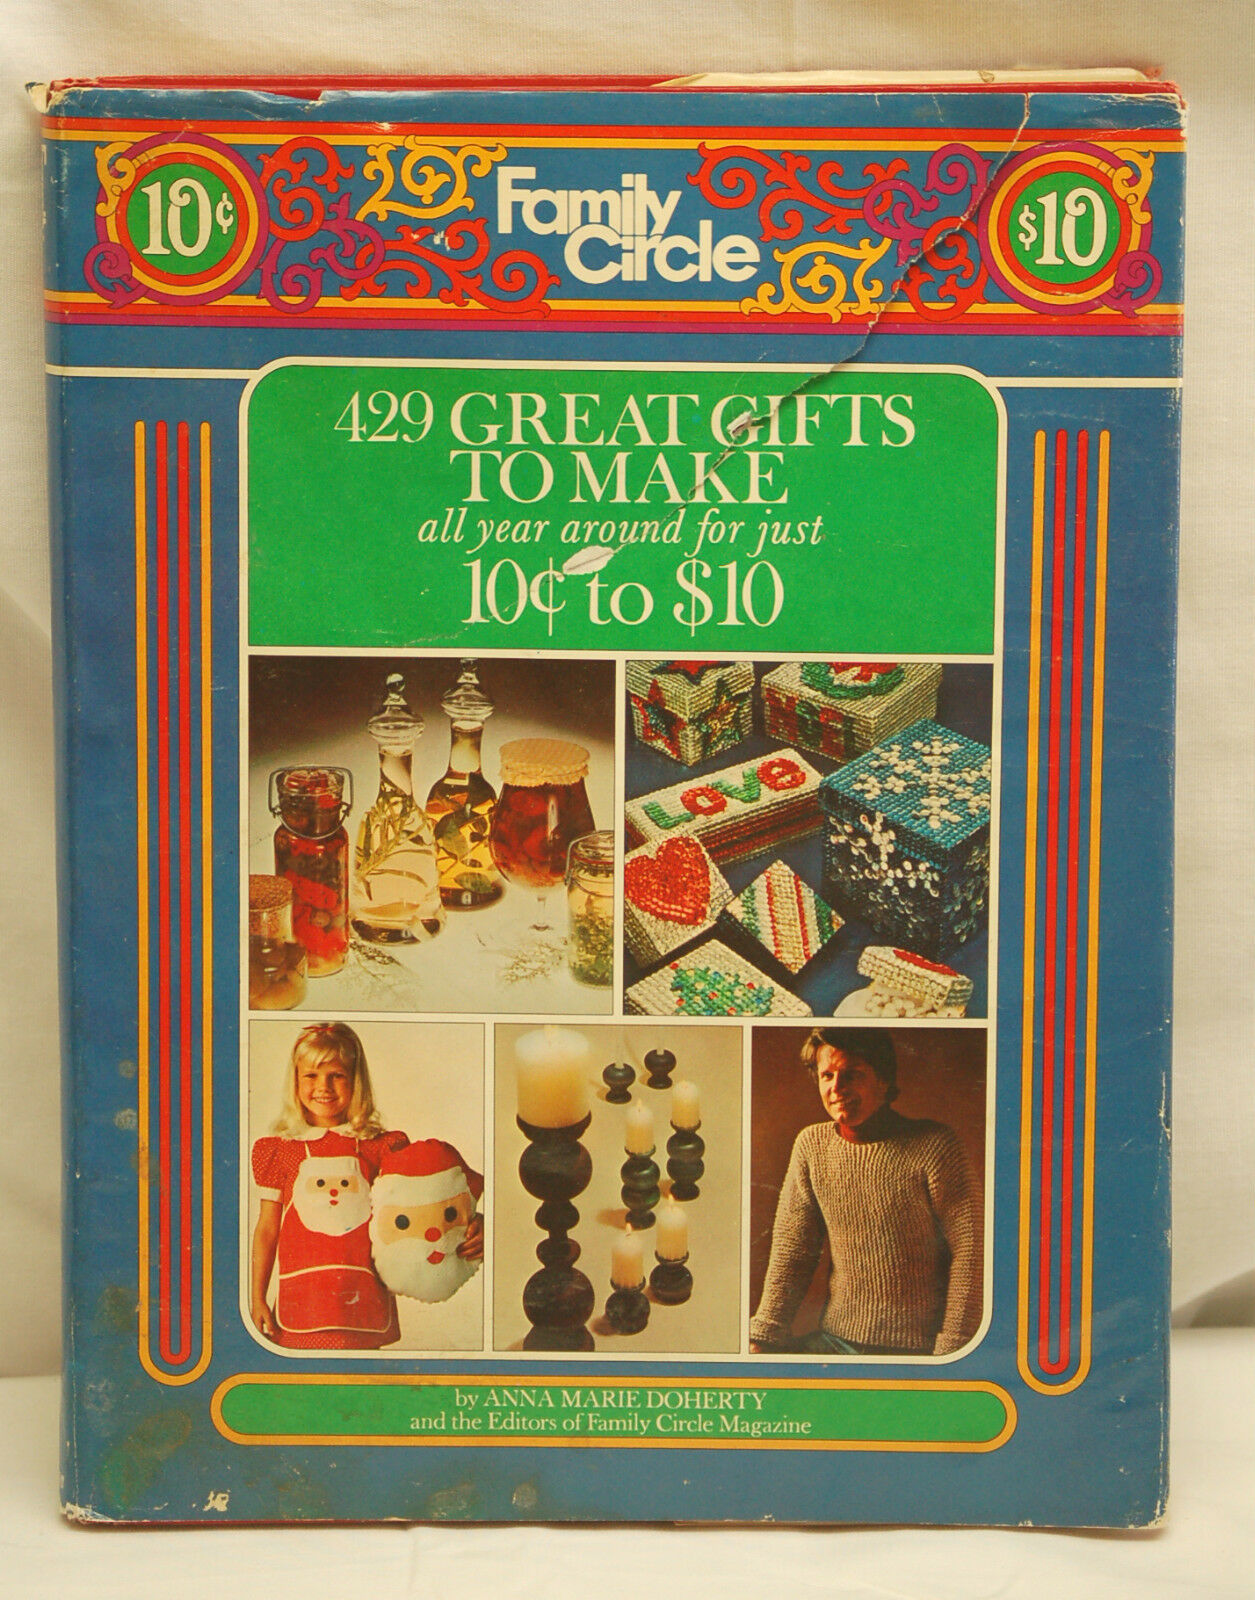 10¢
Family
Circle
$10
429 GREAT GIFTS
TO MAKE
all year around for just
10¢ to $10
LOVE
by ANNA MARIE DOHERTY
and the Editors of Family Circle Magazine